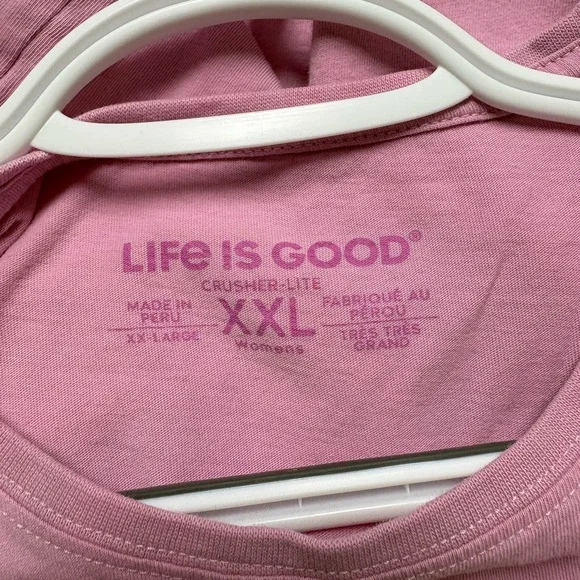 LIFe IS GOOD®
CRUSHER-LITE
MADE IN
PERU
XX-LARGE
XXL
womens
FABRIQUÉ AU
PÉROU
TRÈS TRÈS
GRAND